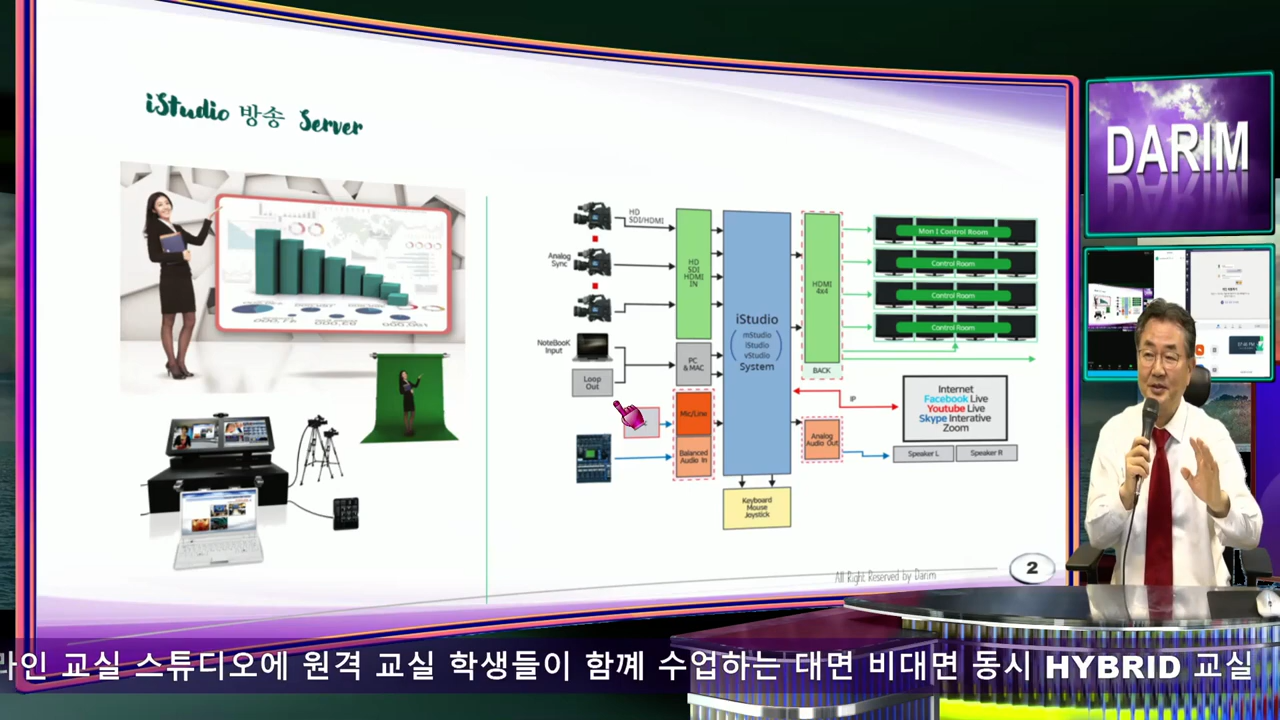 iStudio 방송 Server
DARIM
HD
SDI/HDMI
Analog
Sync
NoteBooK
Input
Loop
Out
HD
SDI
HDMI
IN
PC
& MAC
Mic/Line
Balanced
Audio In
iStudio
mStudio
iStudio
vStudio
System
HDMI
4x4
BACK
Mon 1 Control Room
Control Room
Control Room
Control Room
IP
Internet
Facebook Live
Youtube Live
Skype Interative
Zoom
Analog
Audio Out
Speaker L
Speaker R
Keyboard
Mouse
Joystick
All Right Reserved by Darim
2
라인 교실 스튜디오에 원격 교실 학생들이 함께 수업하는 대면 비대면 동시 HYBRID 교실